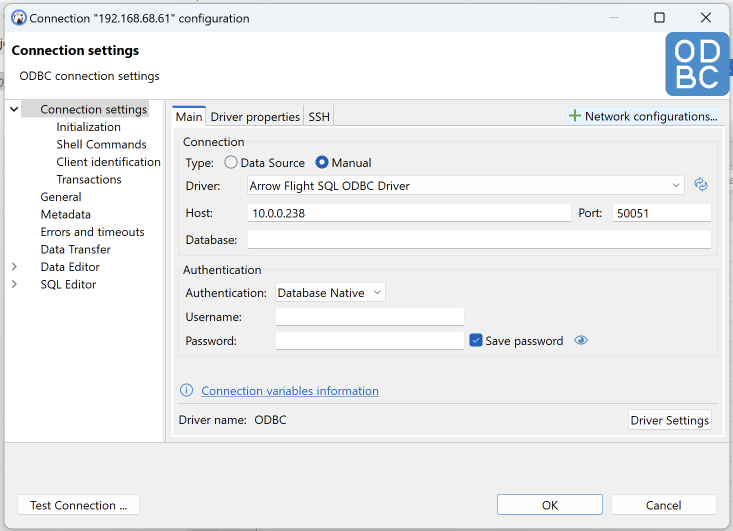 Connection "192.168.68.61" configuration
Connection settings
ODBC connection settings
OD
BC
Connection settings
Initialization
Shell Commands
Client identification
Transactions
General
Metadata
Errors and timeouts
Data Transfer
Data Editor
SQL Editor
Main Driver properties SSH
Network configurations...
Connection
Type: Data Source Manual
Driver: Arrow Flight SQL ODBC Driver
Host: 10.0.0.238 Port: 50051
Database:
Authentication
Authentication: Database Native
Username:
Password: Save password
Connection variables information
Driver name: ODBC Driver Settings
Test Connection ... OK Cancel